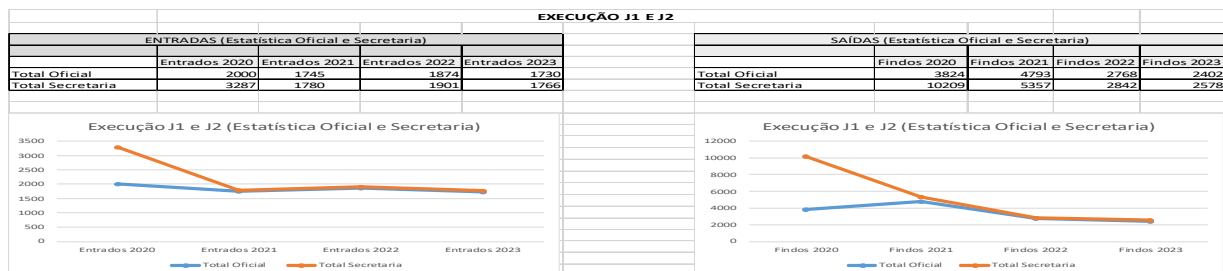 EXECUÇÃO J1 E J2
ENTRADAS (Estatística Oficial e Secretaria)
Entrados 2020 Entrados 2021 Entrados 2022 Entrados 2023
Total Oficial 2000 1745 1874 1730
Total Secretaria 3287 1780 1901 1766
SAÍDAS (Estatística Oficial e Secretaria)
Findos 2020 Findos 2021 Findos 2022 Findos 2023
Total Oficial 3824 4793 2768 2402
Total Secretaria 10209 5357 2842 2578
Execução J1 e J2 (Estatística Oficial e Secretaria)
3500
3000
2500
2000
1500
1000
500
0
Entrados 2020 Entrados 2021 Entrados 2022 Entrados 2023
Total Oficial Total Secretaria
Execução J1 e J2 (Estatística Oficial e Secretaria)
12000
10000
8000
6000
4000
2000
0
Findos 2020 Findos 2021 Findos 2022 Findos 2023
Total Oficial Total Secretaria